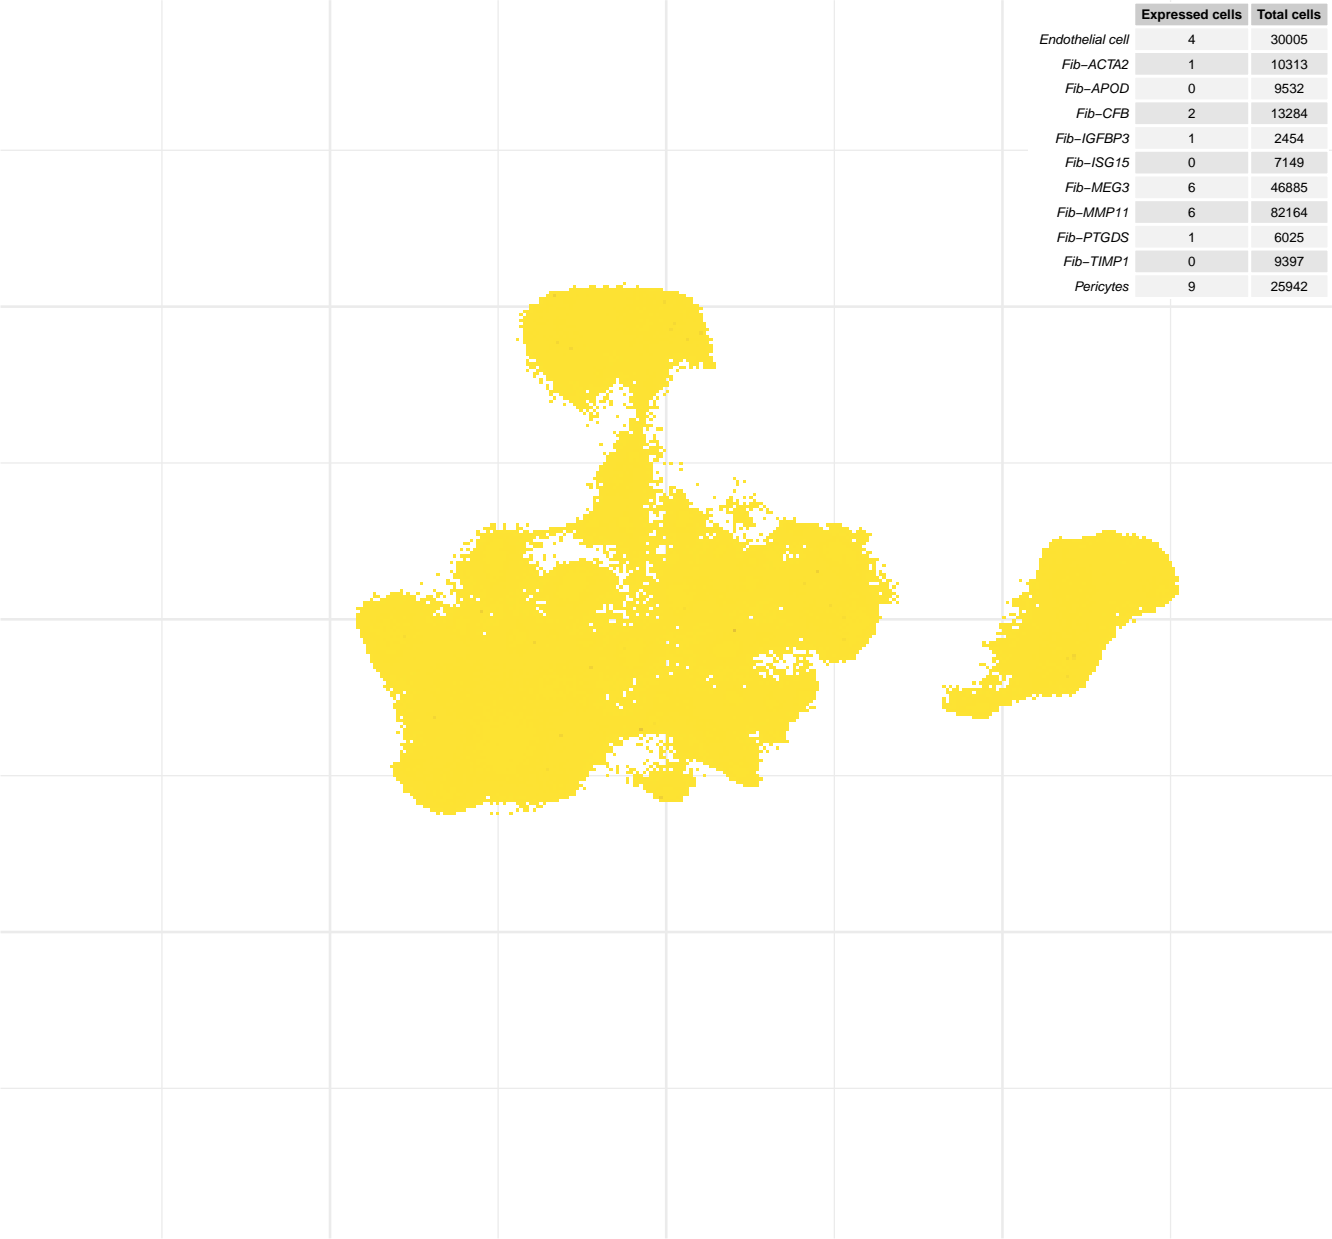 Expressed cells Total cells
Endothelial cell 4 30005
Fib−ACTA2 1 10313
Fib−APOD 0 9532
Fib−CFB 2 13284
Fib−IGFBP3 1 2454
Fib−ISG15 0 7149
Fib−MEG3 6 46885
Fib−MMP11 6 82164
Fib−PTGDS 1 6025
Fib−TIMP1 0 9397
Pericytes 9 25942